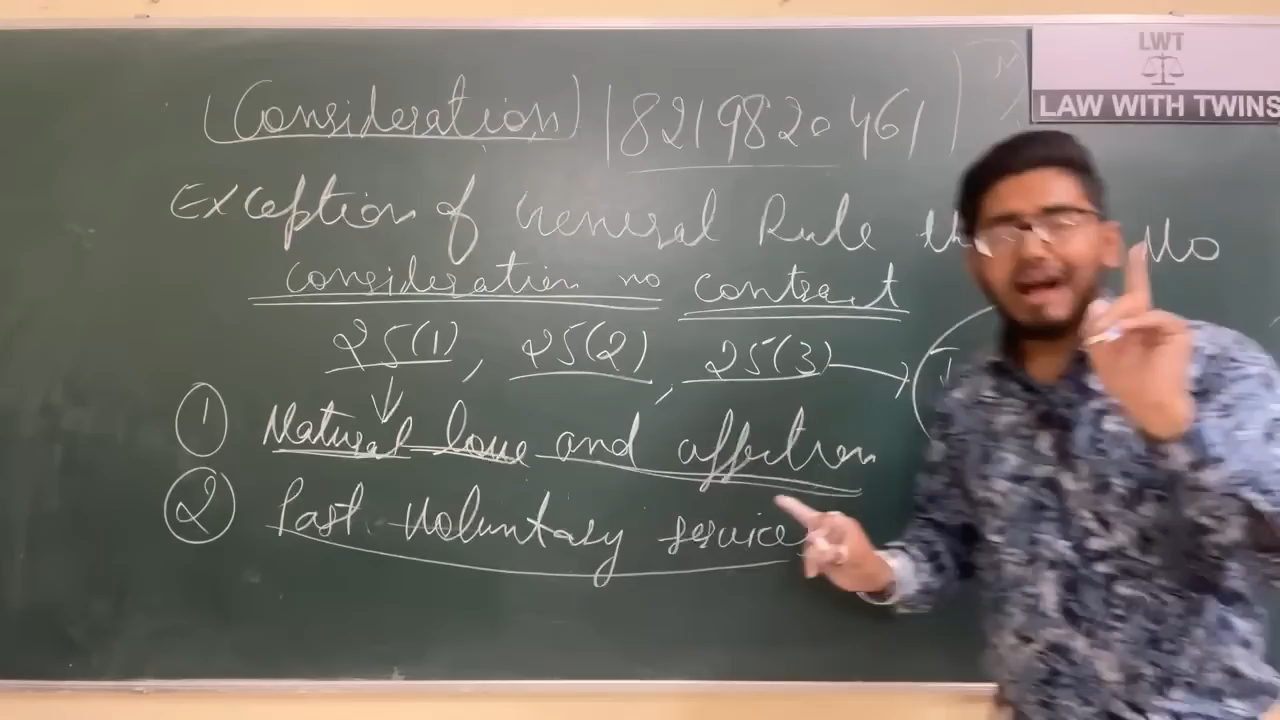 LWT
LAW WITH TWINS
(Consideration) | 8219820461
Exception of General Rule No
consideration no contract
25(1), 25(2), 25(3)
① Natural love and affection
② Past voluntary service